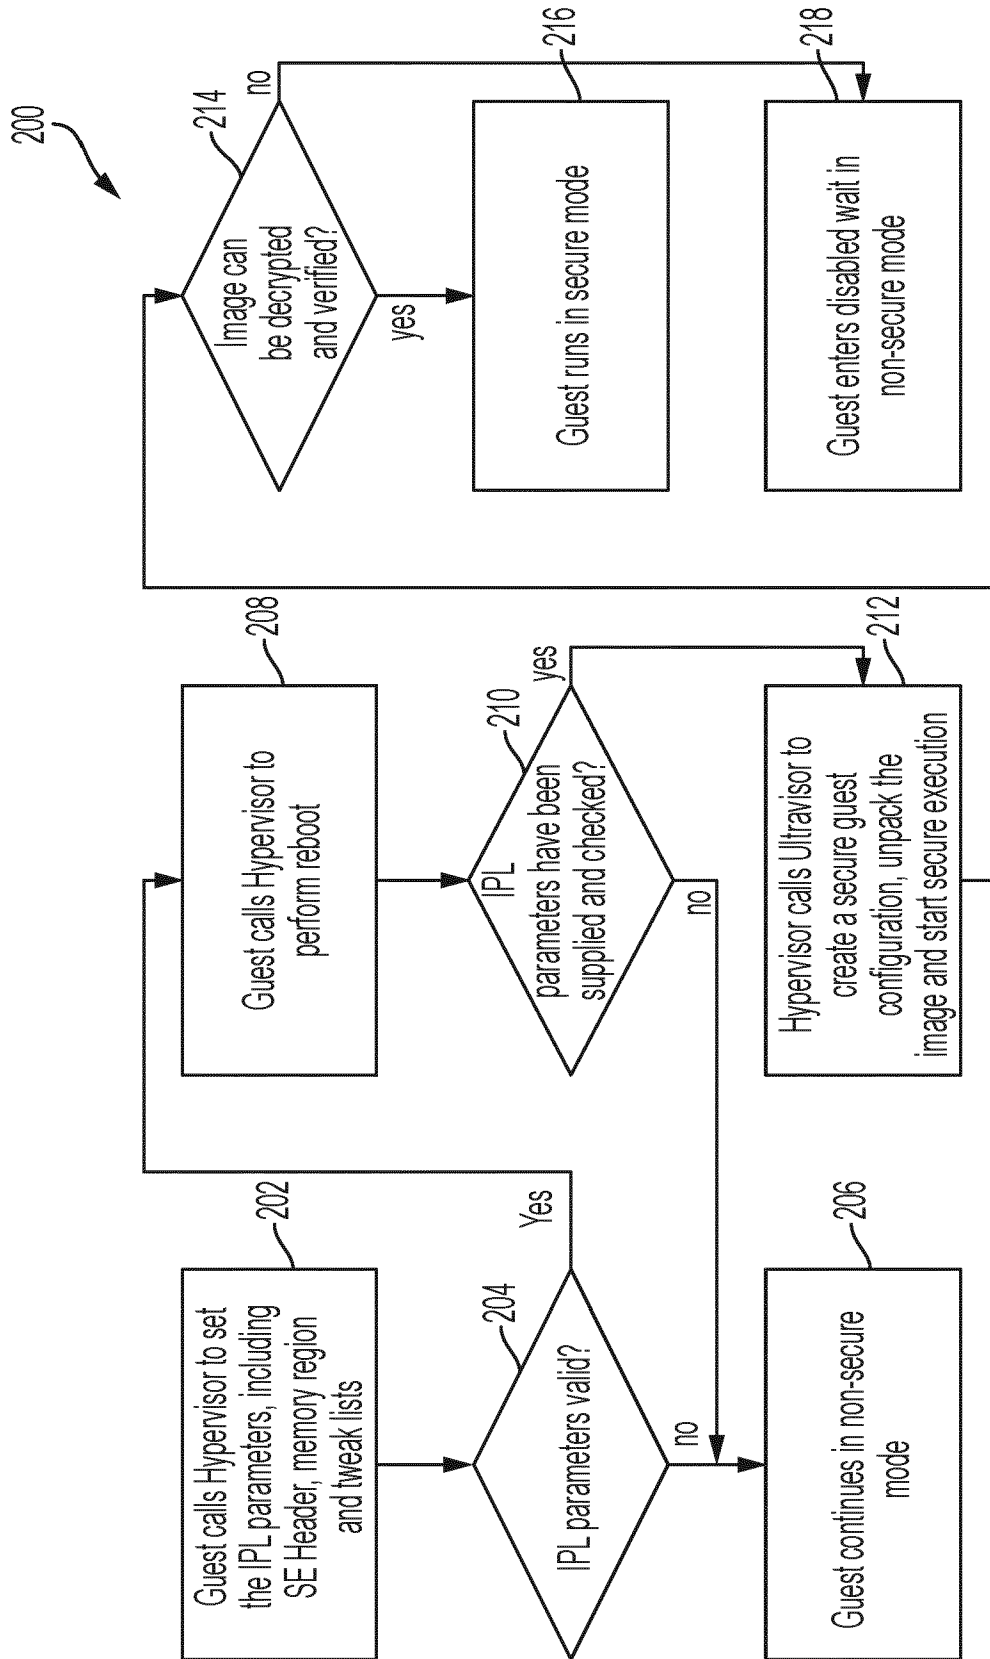 200
202
Guest calls Hypervisor to set
the IPL parameters, including
SE Header, memory region
and tweak lists
204
IPL parameters valid?
Yes
no
206
Guest continues in non-secure
mode
208
Guest calls Hypervisor to
perform reboot
210
IPL
parameters have been
supplied and checked?
yes
no
212
Hypervisor calls Ultravisor to
create a secure guest
configuration, unpack the
image and start secure execution
214
Image can
be decrypted
and verified?
no
yes
216
Guest runs in secure mode
218
Guest enters disabled wait in
non-secure mode